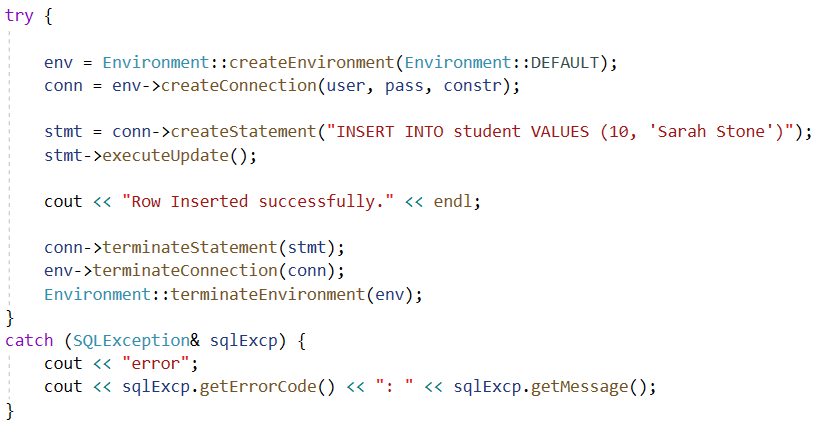 try {
env = Environment::createEnvironment(Environment::DEFAULT);
conn = env->createConnection(user, pass, constr);
stmt = conn->createStatement("INSERT INTO student VALUES (10, 'Sarah Stone')");
stmt->executeUpdate();
cout << "Row Inserted successfully." << endl;
conn->terminateStatement(stmt);
env->terminateConnection(conn);
Environment::terminateEnvironment(env);
}
catch (SQLException& sqlExcp) {
cout << "error";
cout << sqlExcp.getErrorCode() << ": " << sqlExcp.getMessage();
}